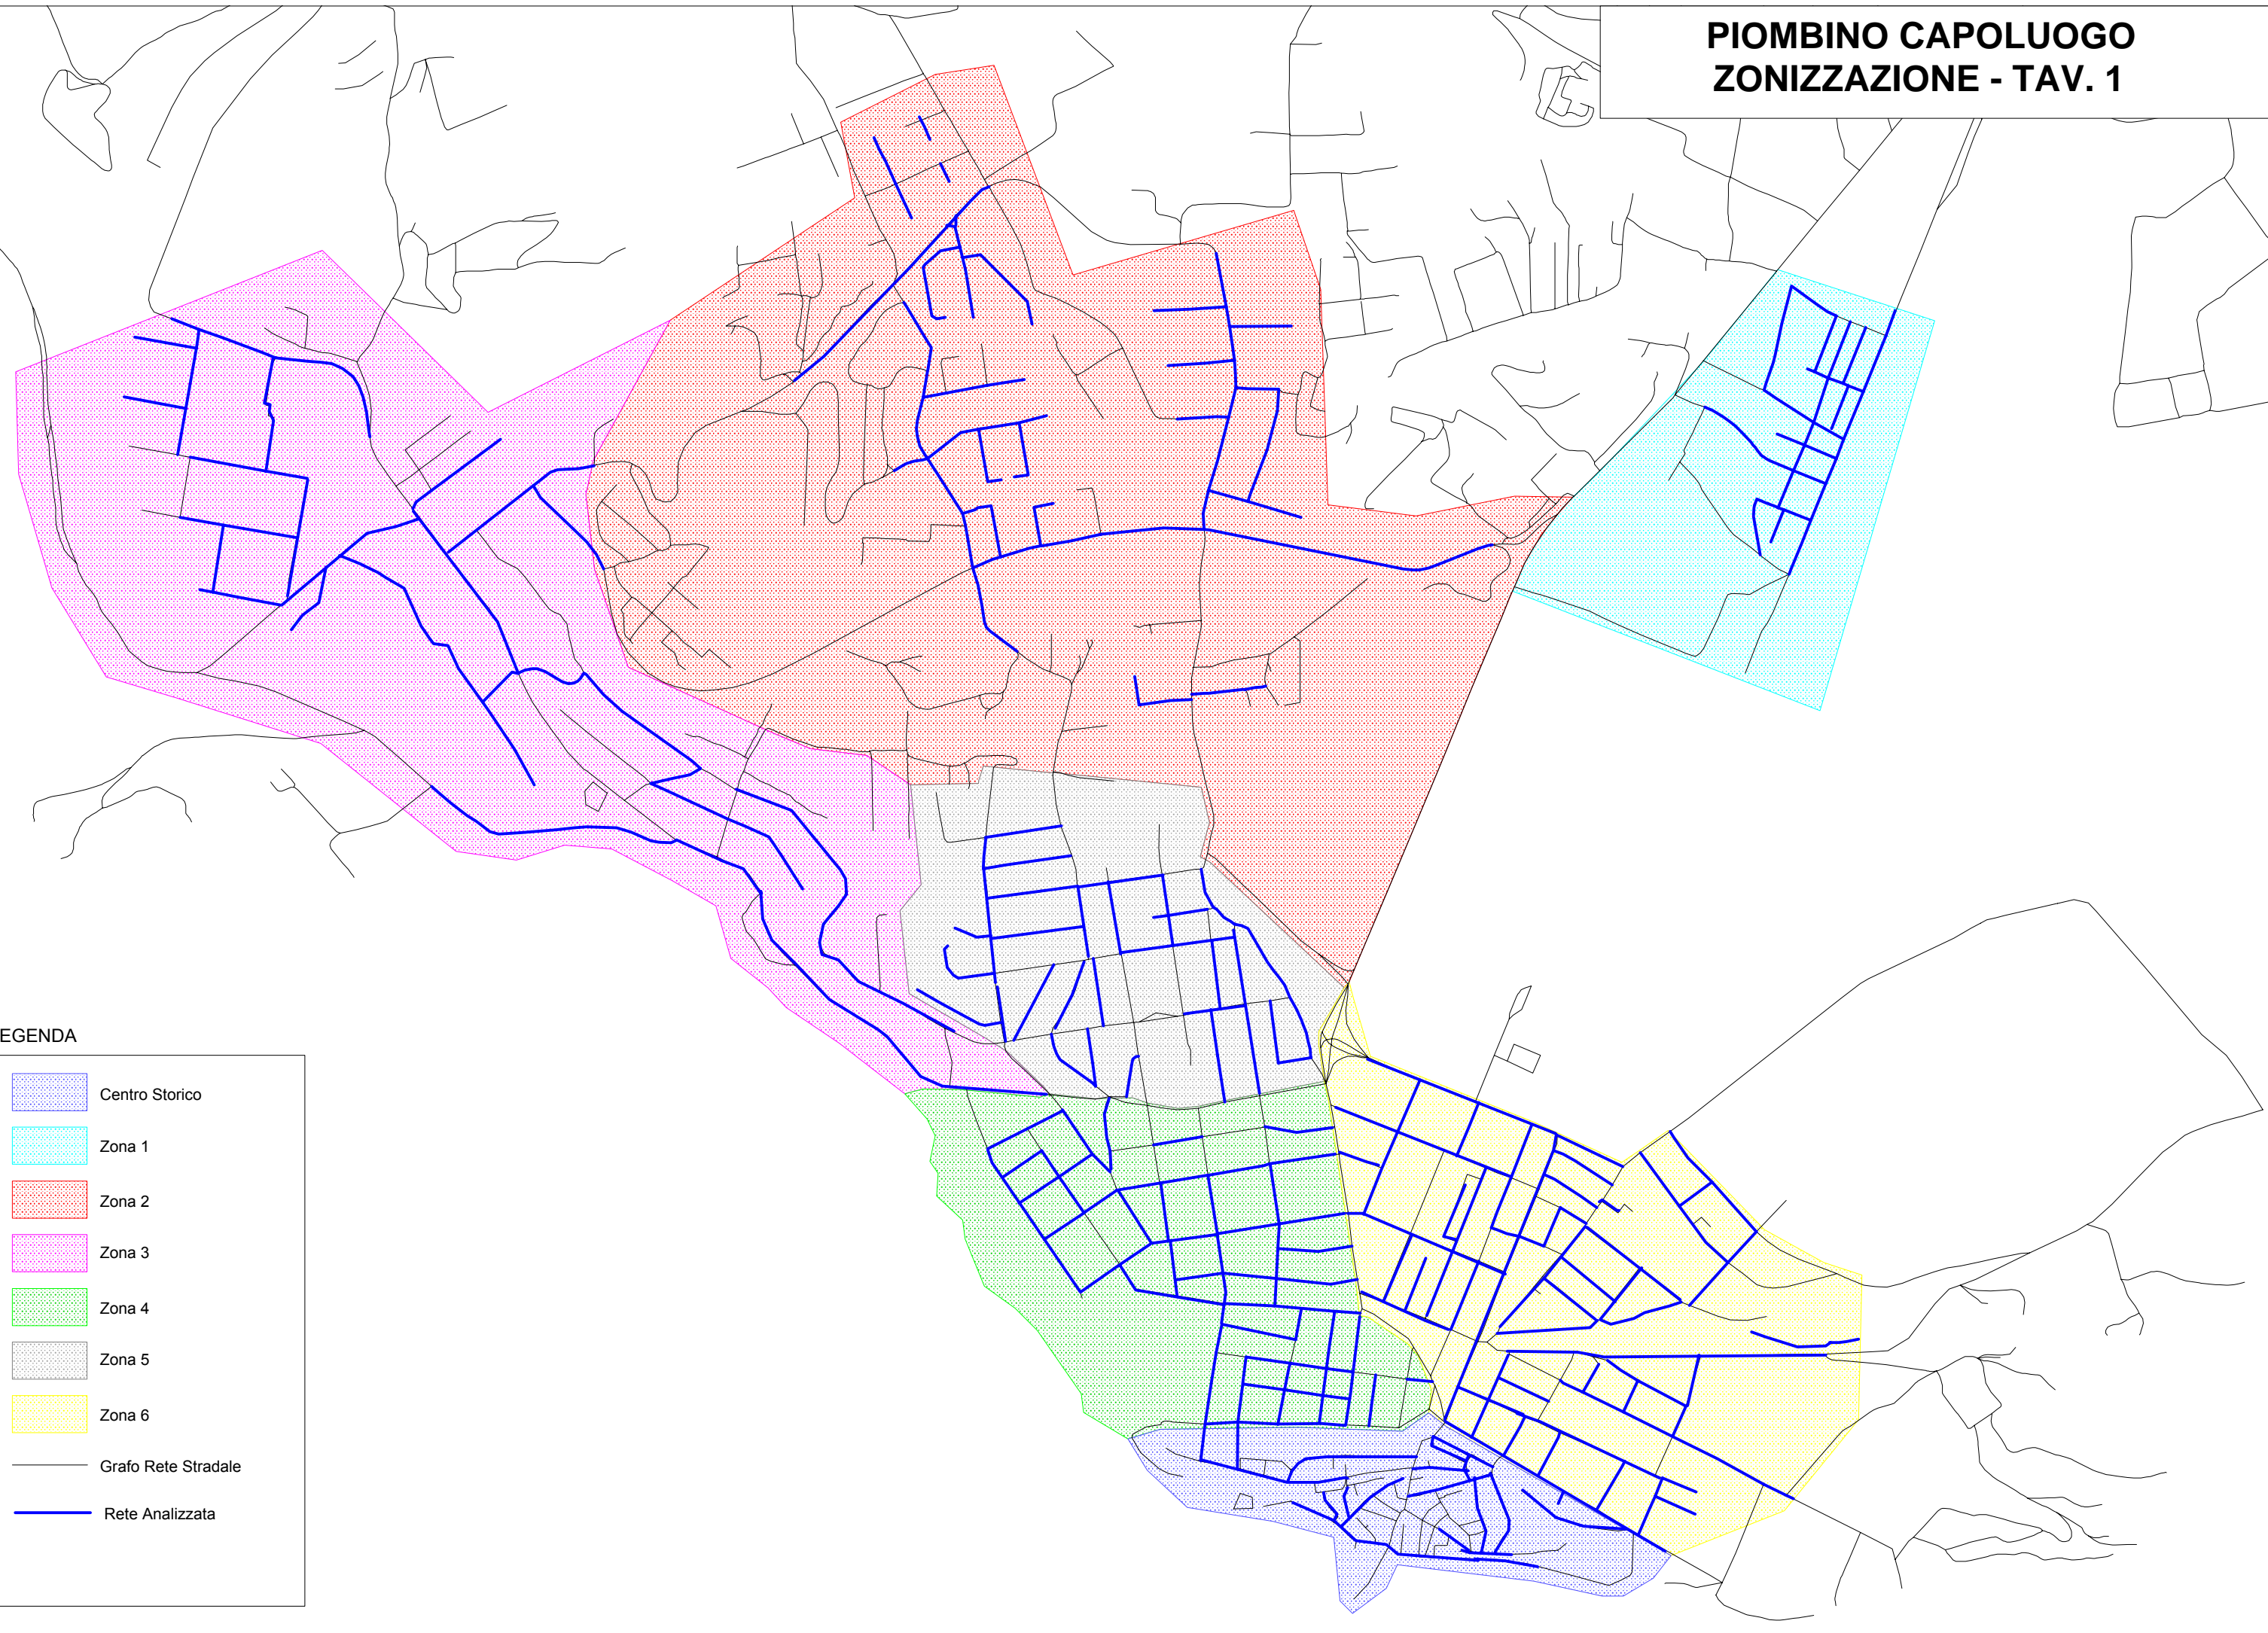 PIOMBINO CAPOLUOGO
ZONIZZAZIONE - TAV. 1
EGENDA
Centro Storico
Zona 1
Zona 2
Zona 3
Zona 4
Zona 5
Zona 6
Grafo Rete Stradale
Rete Analizzata